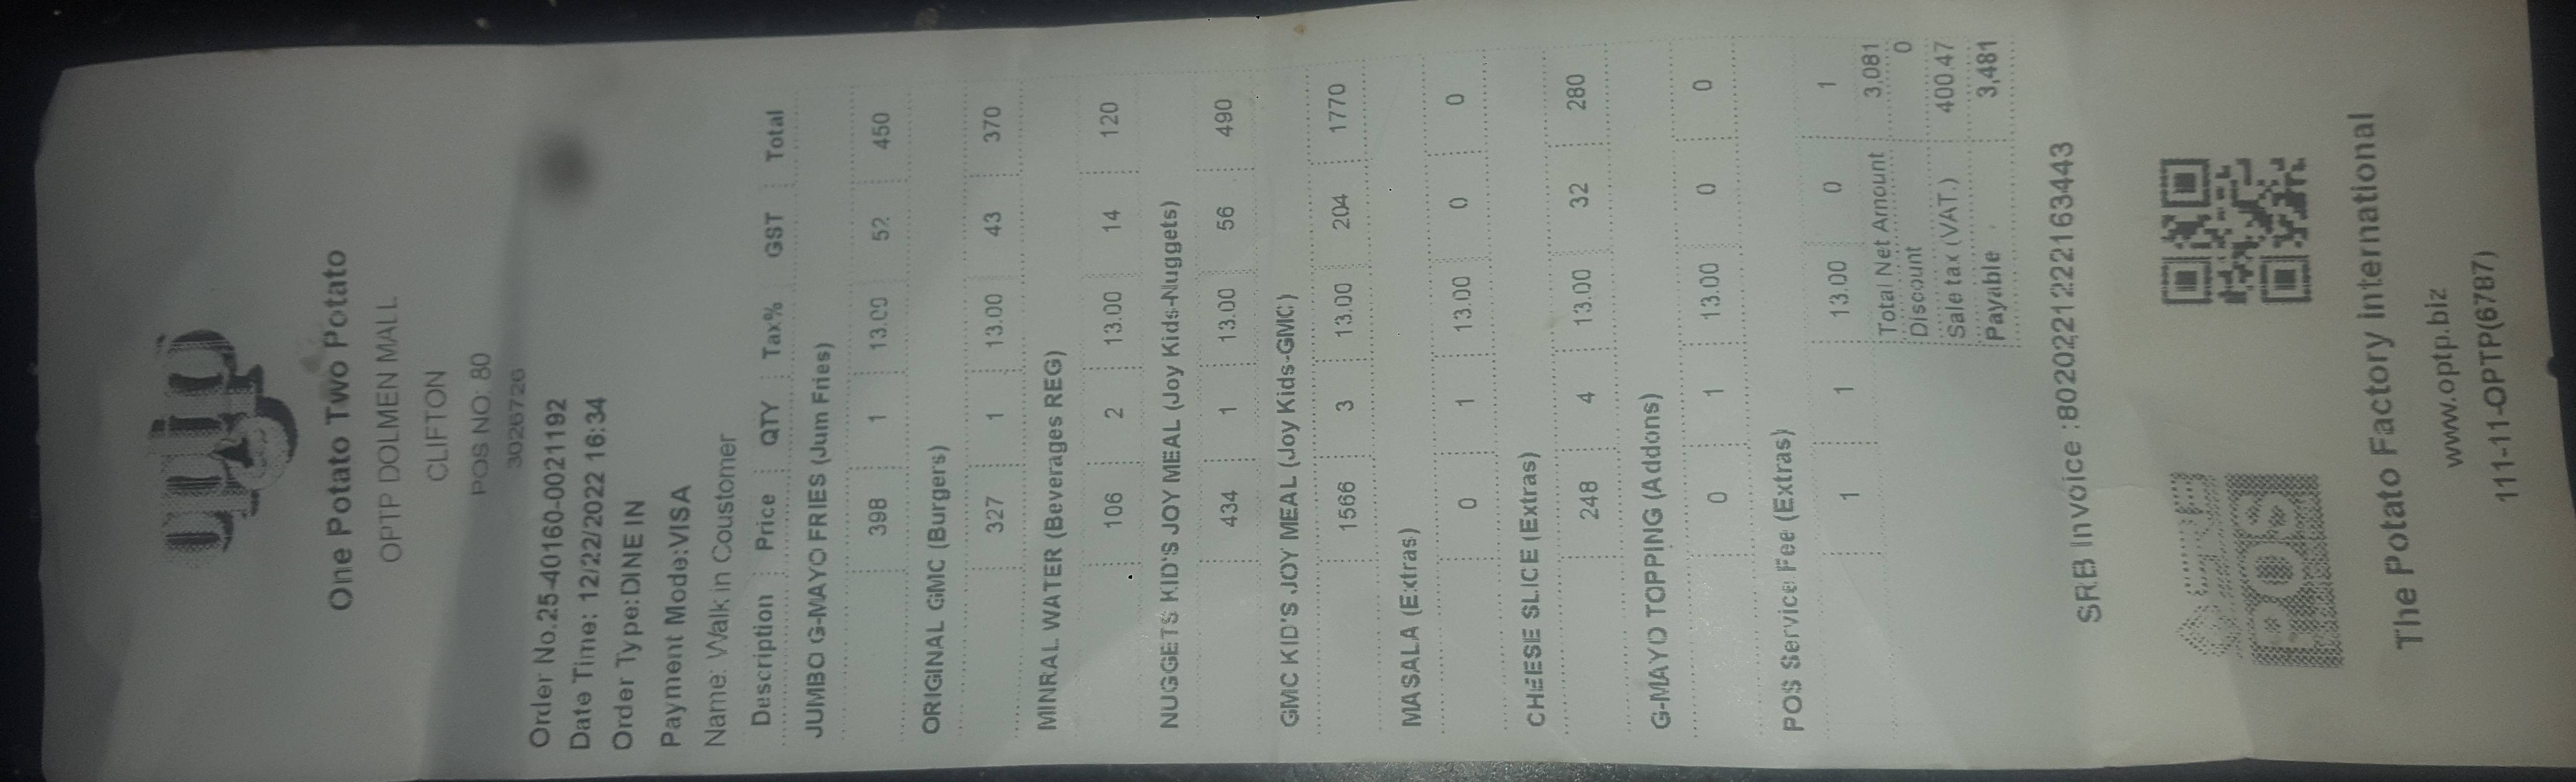 optp
One Potato Two Potato
OPTP DOLMEN MALL
CLIFTON
POS NO: 80
3026726
Order No.25-40160-0021192
Date Time: 12/22/2022 16:34
Order Type:DINE IN
Payment Mode:VISA
Name: Walk in Coustomer
Description Price QTY Tax% GST Total
JUMBO G-MAYO FRIES (Jum Fries)
398 1 13.00 52 450
ORIGINAL GMC (Burgers)
327 1 13.00 43 370
MINRAL WATER (Beverages REG)
106 2 13.00 14 120
NUGGETS KID'S JOY MEAL (Joy Kids-Nuggets)
434 1 13.00 56 490
GMC KID'S JOY MEAL (Joy Kids-GMC)
1566 3 13.00 204 1770
MASALA (Extras)
0 1 13.00 0 0
CHEESE SLICE (Extras)
248 4 13.00 32 280
G-MAYO TOPPING (Addons)
0 1 13.00 0 0
POS Service Fee (Extras)
1 1 13.00 0 1
Total Net Amount 3,081
Discount 0
Sale tax (VAT.) 400.47
Payable 3,481
SRB Invoice :8020221222163443
POS
The Potato Factory International
www.optp.biz
111-11-OPTP(6787)